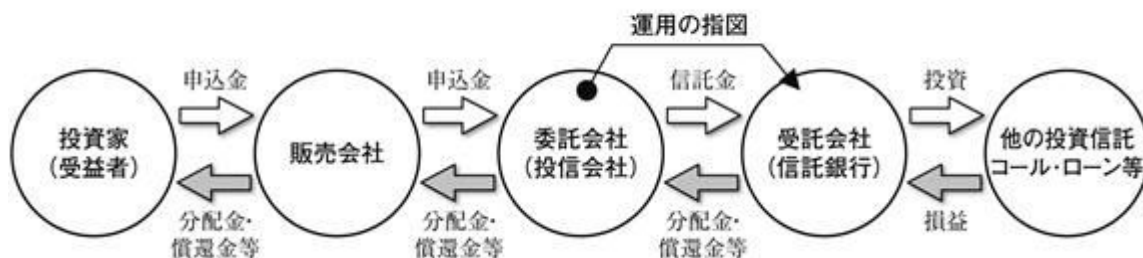 運用の指図
申込金
申込金
信託金
投資
投資家
(受益者)
販売会社
委託会社
(投信会社)
受託会社
(信託銀行)
他の投資信託
コール・ローン等
分配金・
償還金等
分配金・
償還金等
分配金・
償還金等
損益